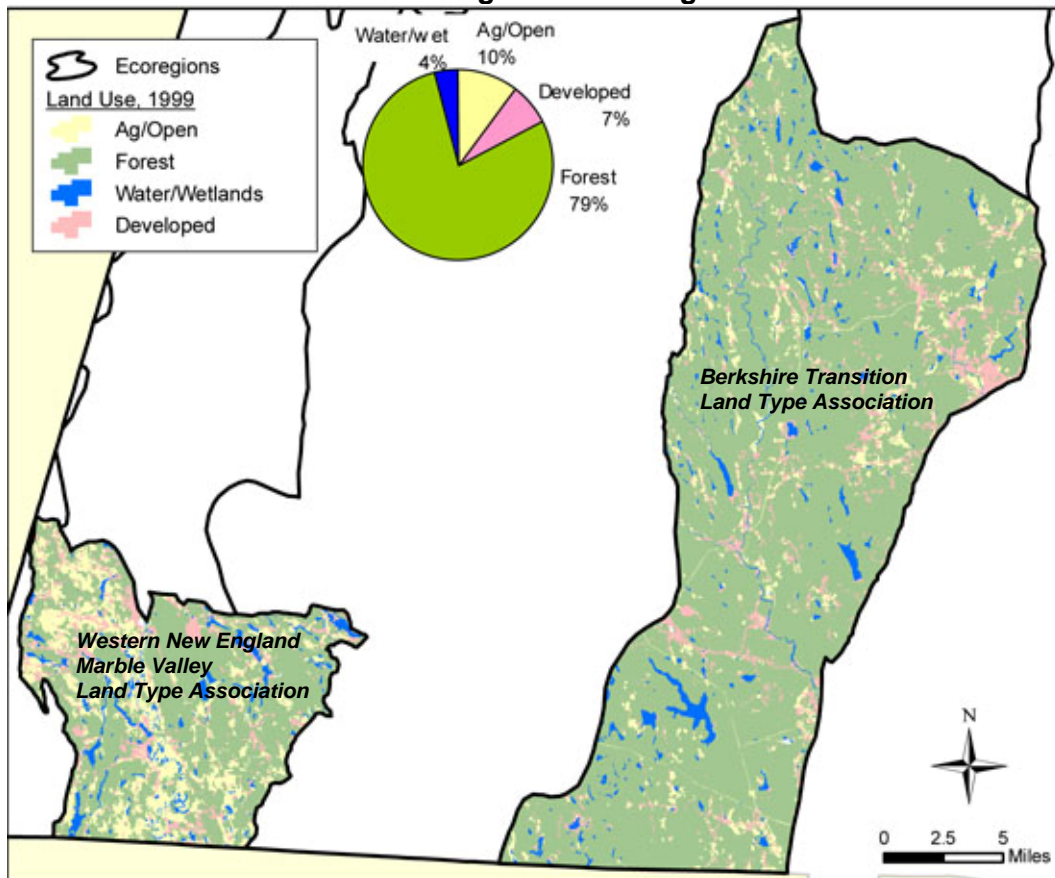 Water/wet
4%
Ag/Open
10%
Developed
7%
Forest
79%
Ecoregions
Land Use, 1999
Ag/Open
Forest
Water/Wetlands
Developed
Berkshire Transition
Land Type Association
Western New England
Marble Valley
Land Type Association
N
0 2.5 5
Miles